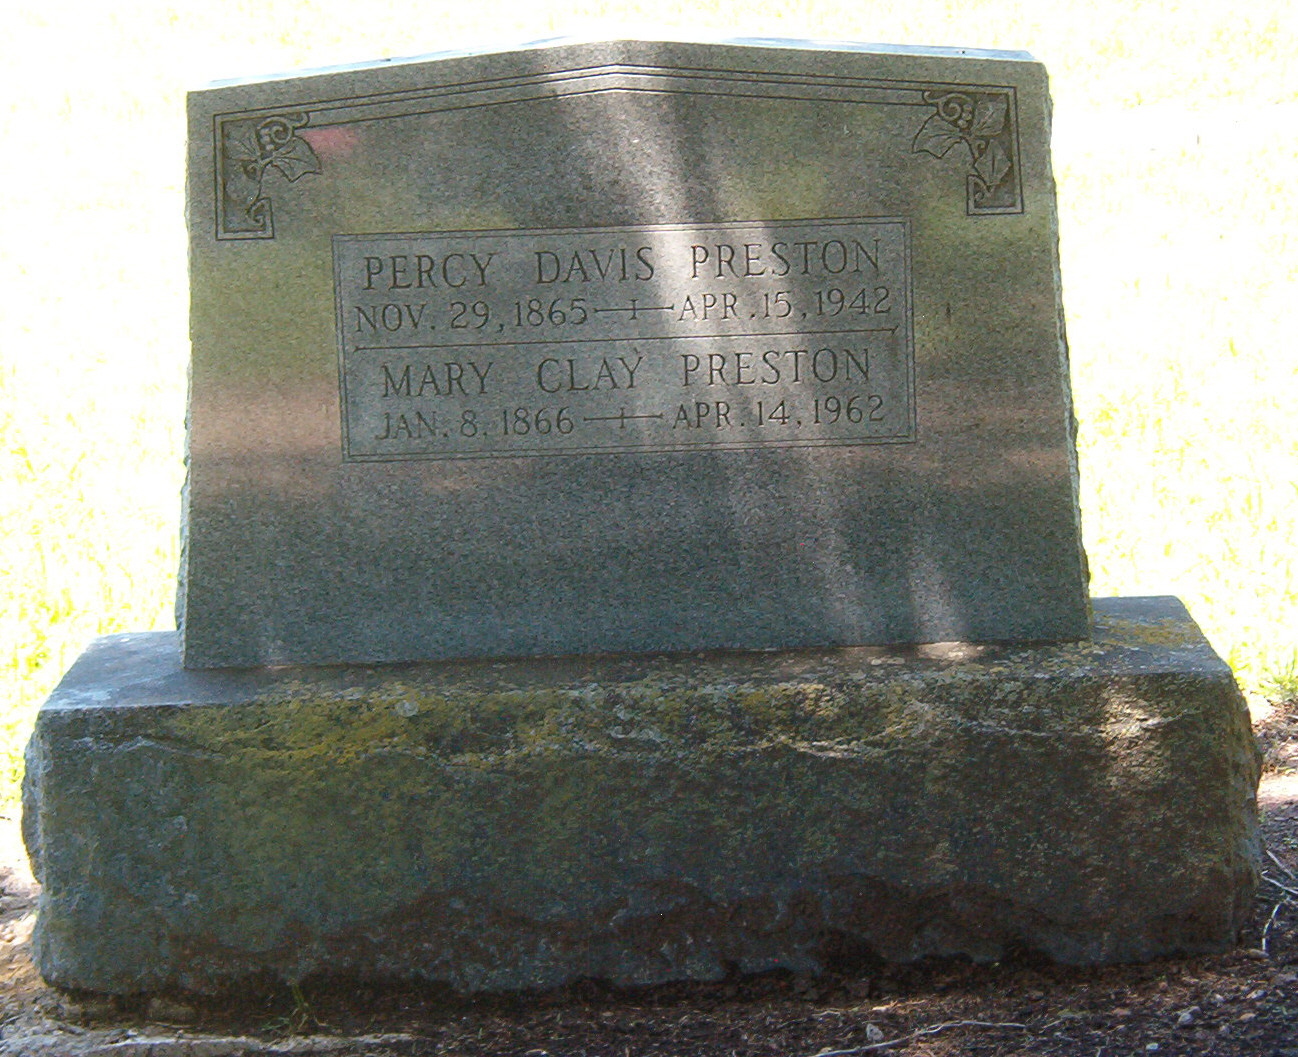 PERCY DAVIS PRESTON
NOV. 29, 1865 — APR. 15, 1942
MARY CLAY PRESTON
JAN. 8, 1866 — APR. 14, 1962